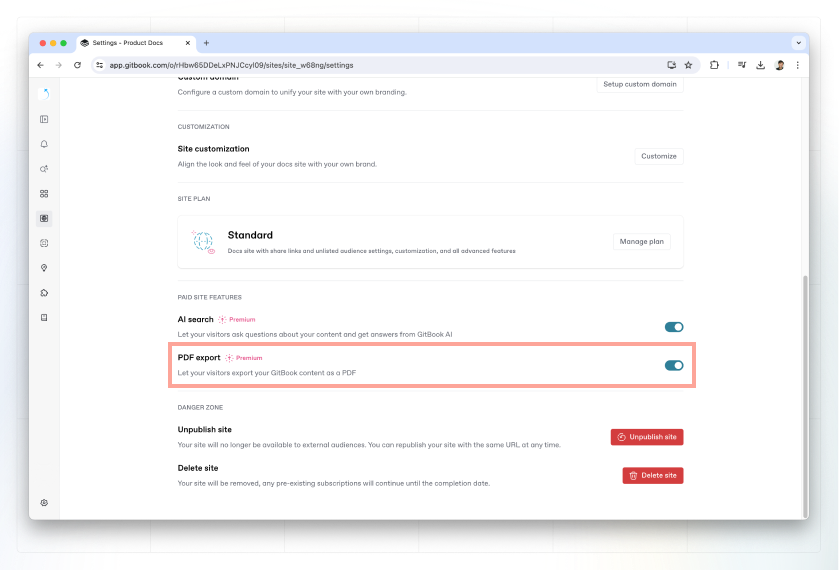 Settings - Product Docs
app.gitbook.com/o/rHbw65DDeLxPNJCcyl09/sites/site_w68ng/settings
Custom domain
Configure a custom domain to unify your site with your own branding.
Setup custom domain
CUSTOMIZATION
Site customization
Align the look and feel of your docs site with your own brand.
Customize
SITE PLAN
Standard
Docs site with share links and unlisted audience settings, customization, and all advanced features
Manage plan
PAID SITE FEATURES
AI search Premium
Let your visitors ask questions about your content and get answers from GitBook AI
PDF export Premium
Let your visitors export your GitBook content as a PDF
DANGER ZONE
Unpublish site
Your site will no longer be available to external audiences. You can republish your site with the same URL at any time.
Unpublish site
Delete site
Your site will be removed, any pre-existing subscriptions will continue until the completion date.
Delete site